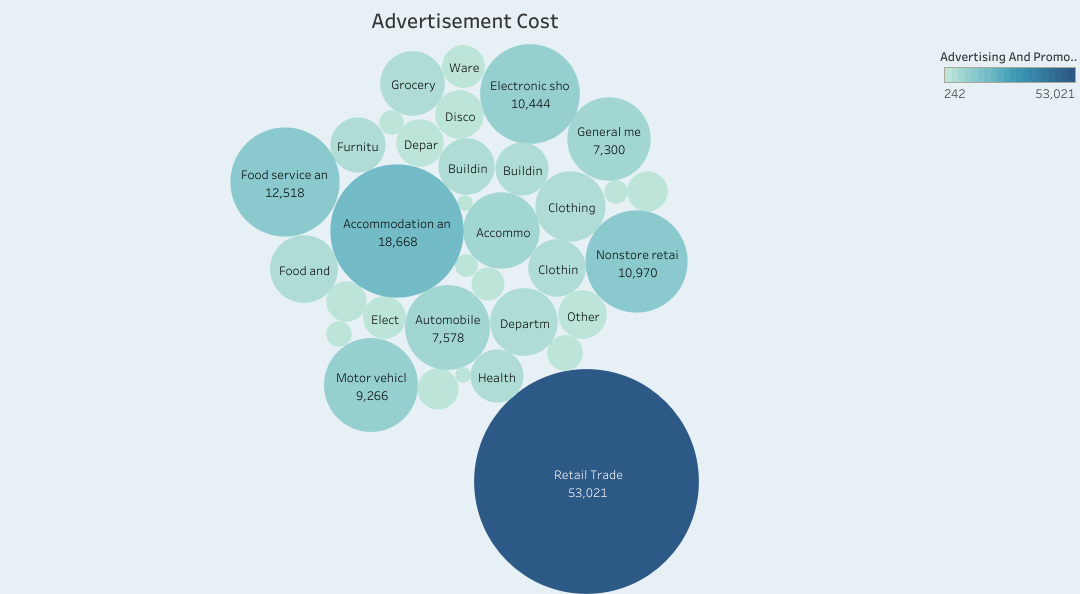 Advertisement Cost
Advertising And Promo..
242 53,021
Ware
Grocery
Electronic sho
10,444
Disco
General me
7,300
Furnitu
Depar
Buildin
Buildin
Food service an
12,518
Clothing
Accommodation an
18,668
Accommo
Nonstore retai
10,970
Food and
Clothin
Elect
Automobile
7,578
Departm
Other
Motor vehicl
9,266
Health
Retail Trade
53,021